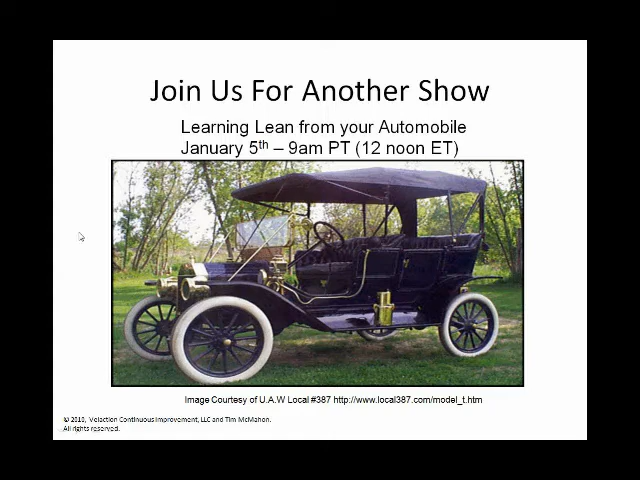 Join Us For Another Show
Learning Lean from your Automobile
January 5th – 9am PT (12 noon ET)
Image Courtesy of U.A.W Local #387 http://www.local387.com/model_t.htm
© 2010, Velaction Continuous Improvement, LLC and Tim McMahon.
All rights reserved.